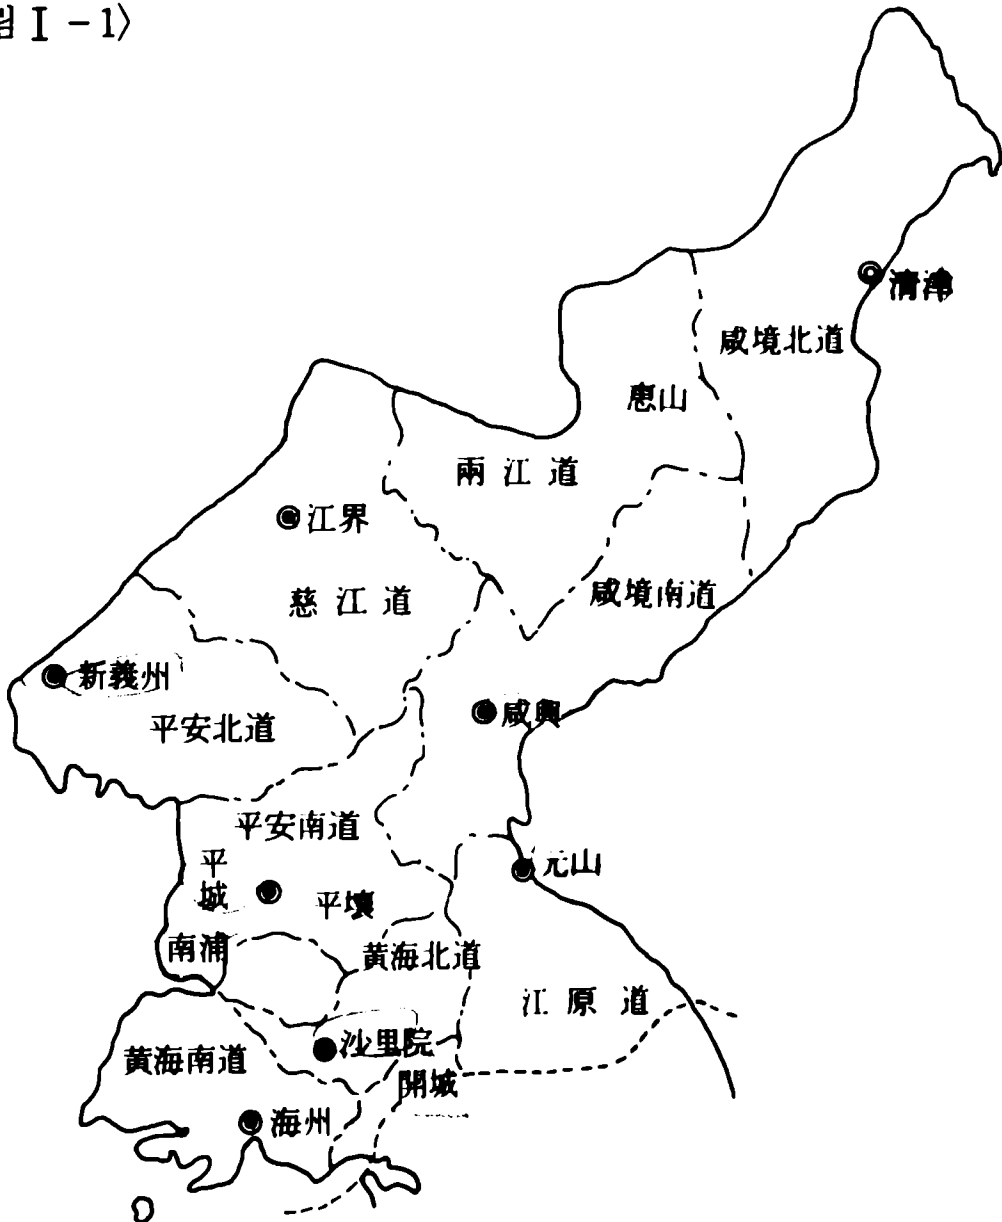 림 Ⅰ-1〉
清津
咸境北道
惠山
兩江道
江界
咸境南道
慈江道
新義州
咸興
平安北道
平安南道
元山
平城
平壤
南浦
黃海北道
江原道
沙里院
黃海南道
開城
海州